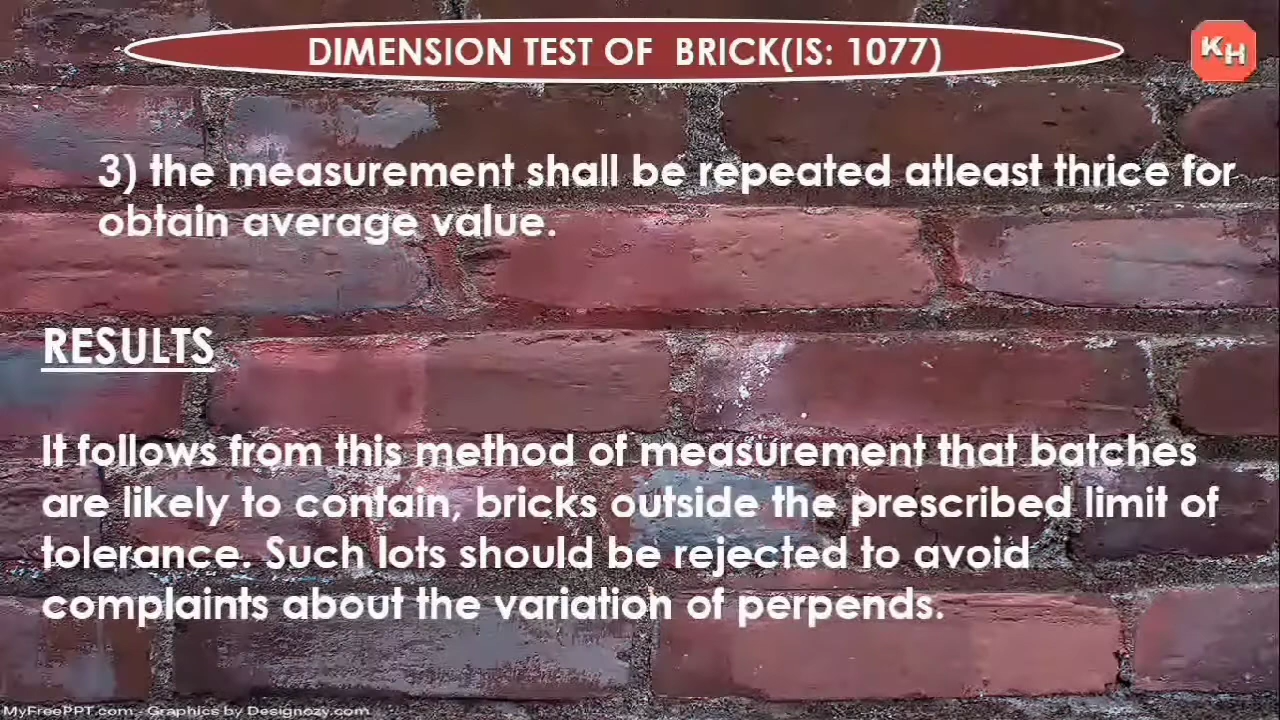 DIMENSION TEST OF BRICK(IS: 1077)
KH
3) the measurement shall be repeated atleast thrice for
obtain average value.
RESULTS
It follows from this method of measurement that batches
are likely to contain, bricks outside the prescribed limit of
tolerance. Such lots should be rejected to avoid
complaints about the variation of perpends.
MyFreePPT.com - Graphics by Designozy.com